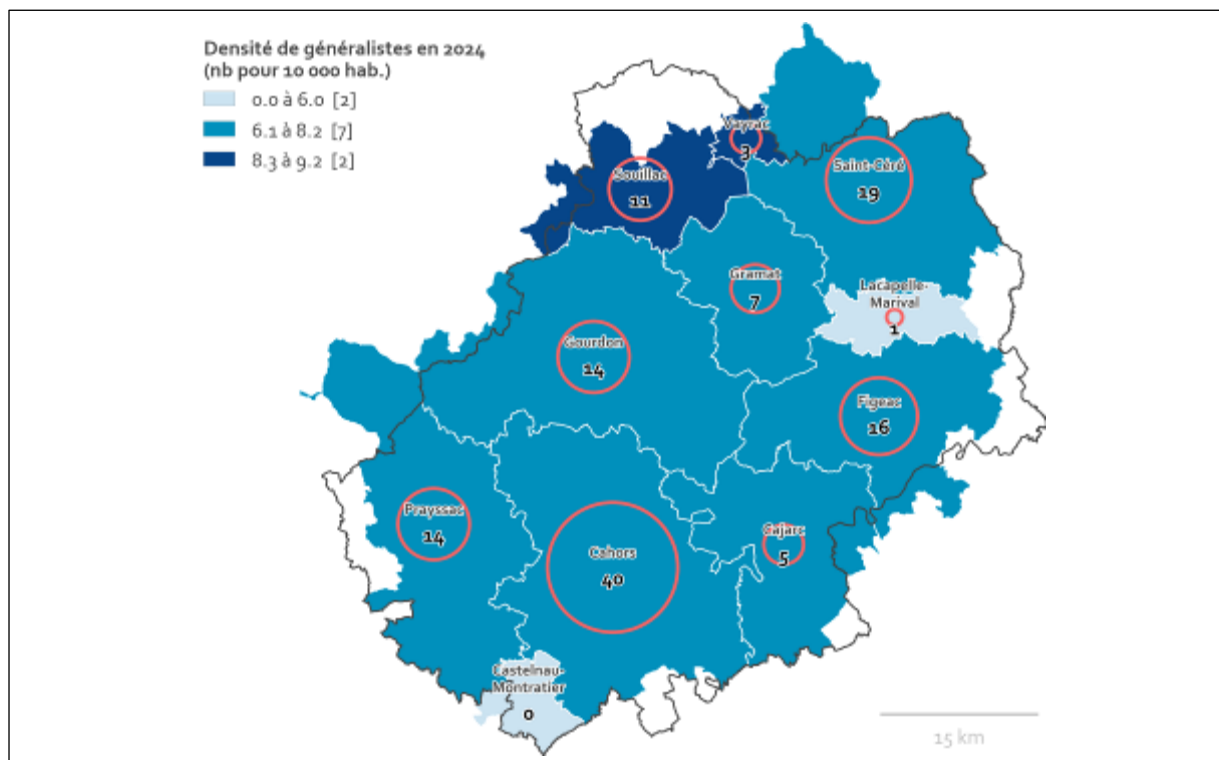 Densité de généralistes en 2024
(nb pour 10 000 hab.)
0.0 à 6.0 [2]
6.1 à 8.2 [7]
8.3 à 9.2 [2]
Vayrac
3
Souillac
11
Saint-Céré
19
Gramat
7
Lacapelle-
Marival
1
Gourdon
14
Figeac
16
Prayssac
14
Cahors
40
Cajarc
5
Castelnau-
Montratier
0
15 km